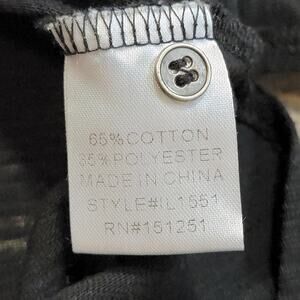 65%COTTON
35%POLYESTER
MADE IN CHINA
STYLE#IL1551
RN#151251